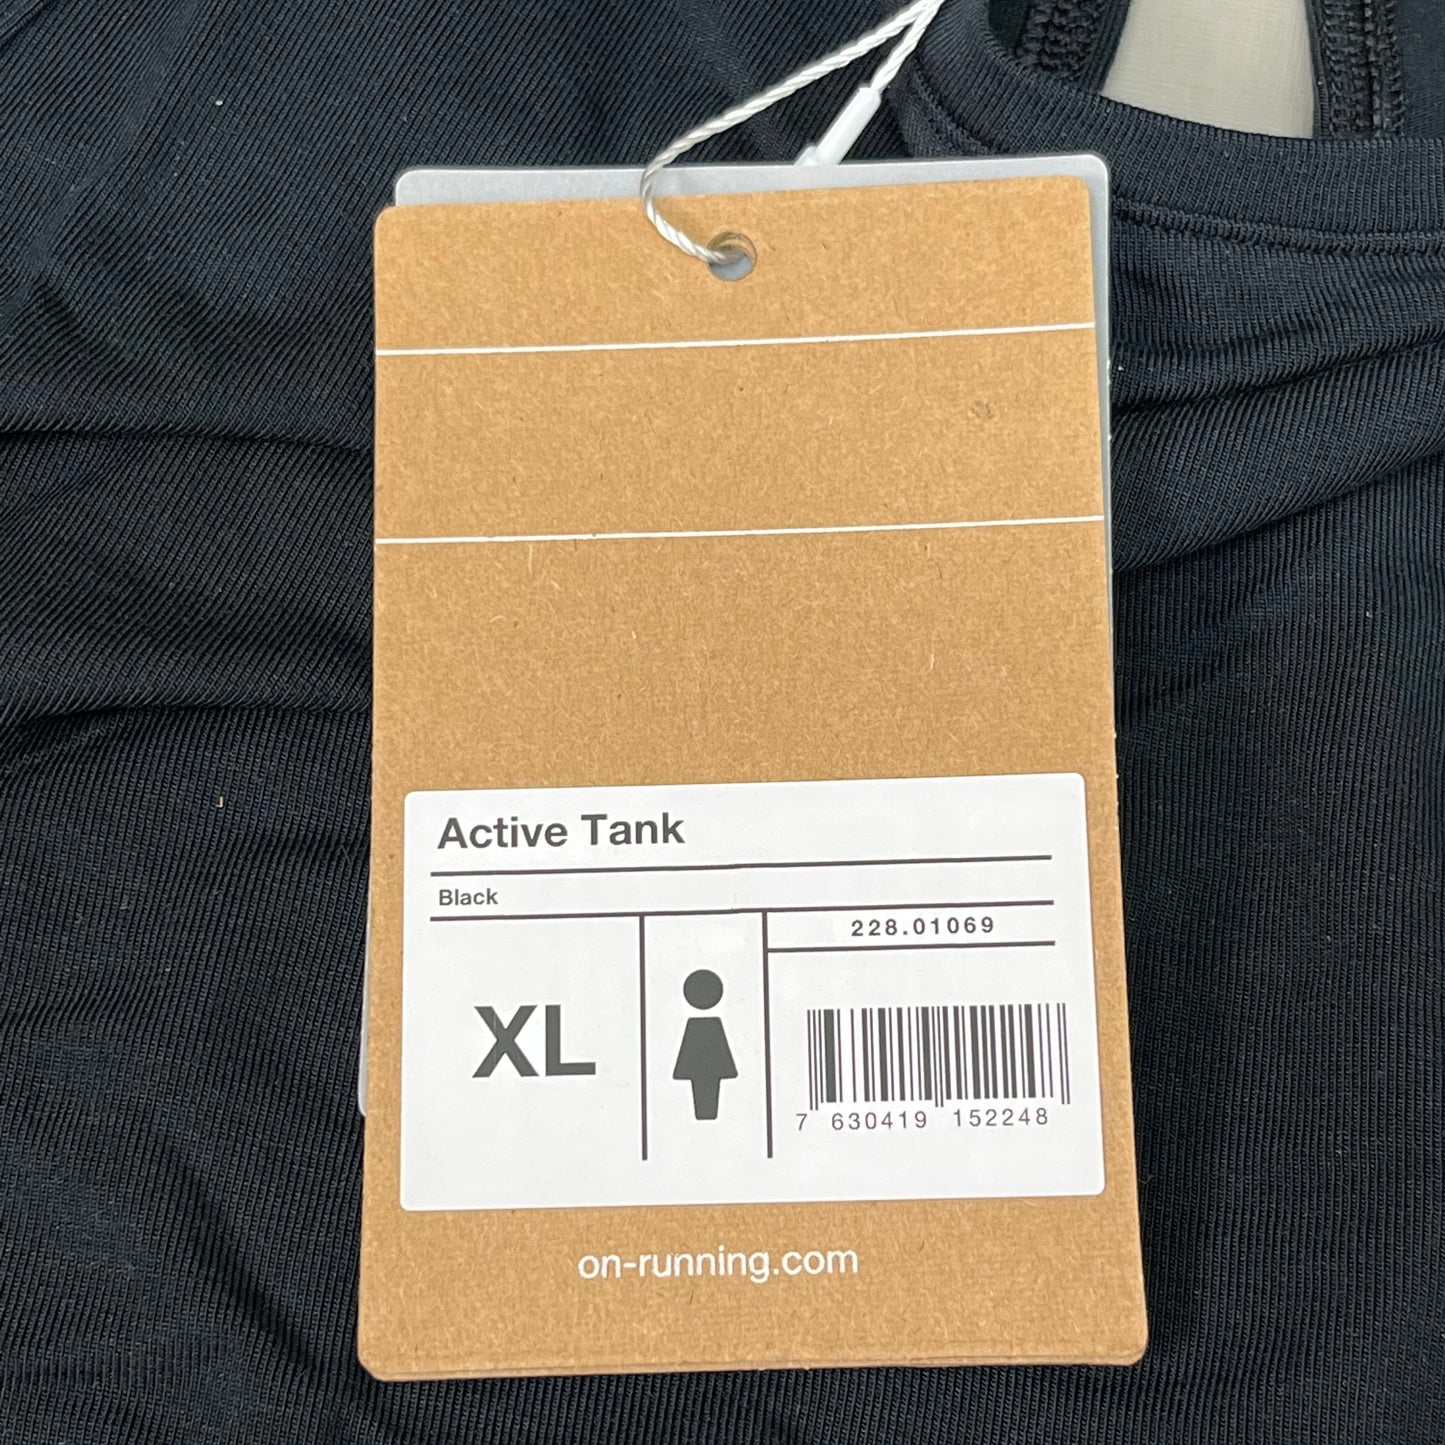 Active Tank
Black
228.01069
XL
7 630419 152248
on-running.com